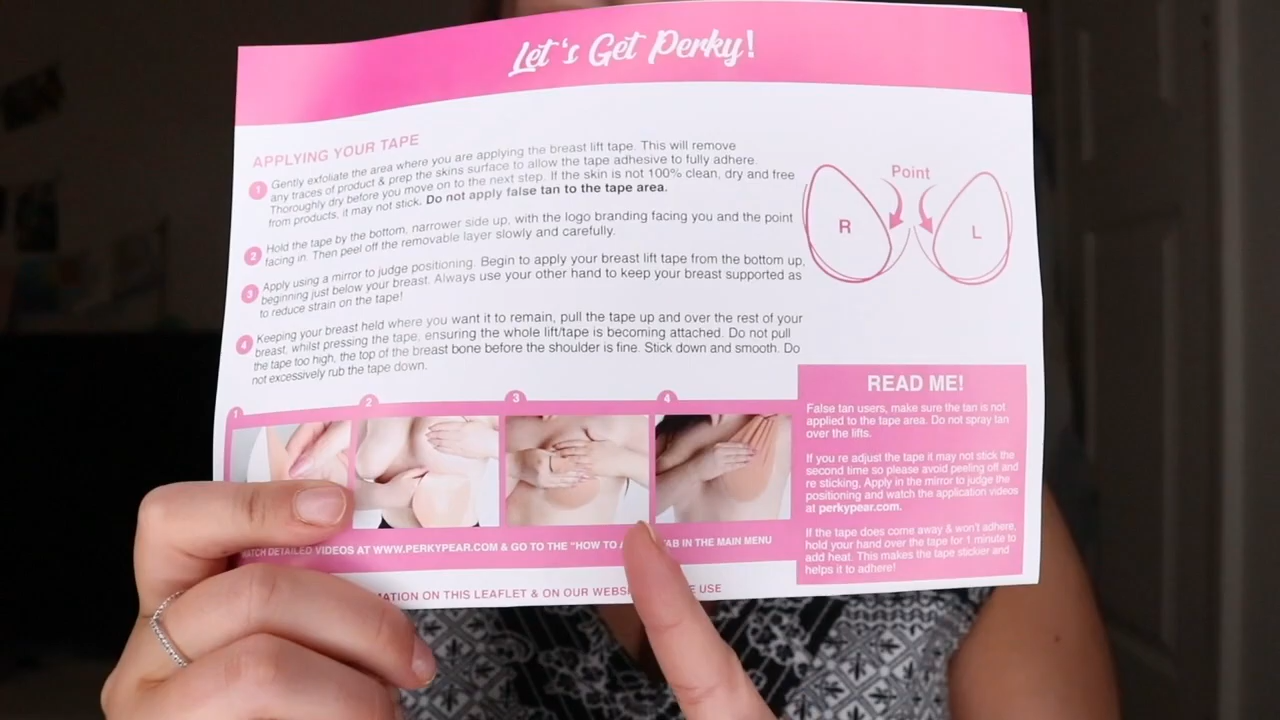 Let's Get Perky!
APPLYING YOUR TAPE
1
Gently exfoliate the area where you are applying the breast lift tape. This will remove
any traces of product & prep the skins surface to allow the tape adhesive to fully adhere.
Thoroughly dry before you move on to the next step. If the skin is not 100% clean, dry and free
from products, it may not stick. Do not apply false tan to the tape area.
2
Hold the tape by the bottom, narrower side up, with the logo branding facing you and the point
facing in. Then peel off the removable layer slowly and carefully.
3
Apply using a mirror to judge positioning. Begin to apply your breast lift tape from the bottom up,
beginning just below your breast. Always use your other hand to keep your breast supported as
to reduce strain on the tape!
4
Keeping your breast held where you want it to remain, pull the tape up and over the rest of your
breast, whilst pressing the tape, ensuring the whole lift/tape is becoming attached. Do not pull
the tape too high, the top of the breast bone before the shoulder is fine. Stick down and smooth. Do
not excessively rub the tape down.
Point
R
L
1
2
3
4
WATCH DETAILED VIDEOS AT WWW.PERKYPEAR.COM & GO TO THE "HOW TO TAB IN THE MAIN MENU
ON THIS LEAFLET & ON OUR USE
READ ME!
False tan users, make sure the tan is not
applied to the tape area. Do not spray tan
over the lifts.
If you re adjust the tape it may not stick the
second time so please avoid peeling off and
re sticking, Apply in the mirror to judge the
positioning and watch the application videos
at perkypear.com.
If the tape does come away & won't adhere,
hold your hand over the tape for 1 minute to
add heat. This makes the tape stickier and
helps it to adhere!